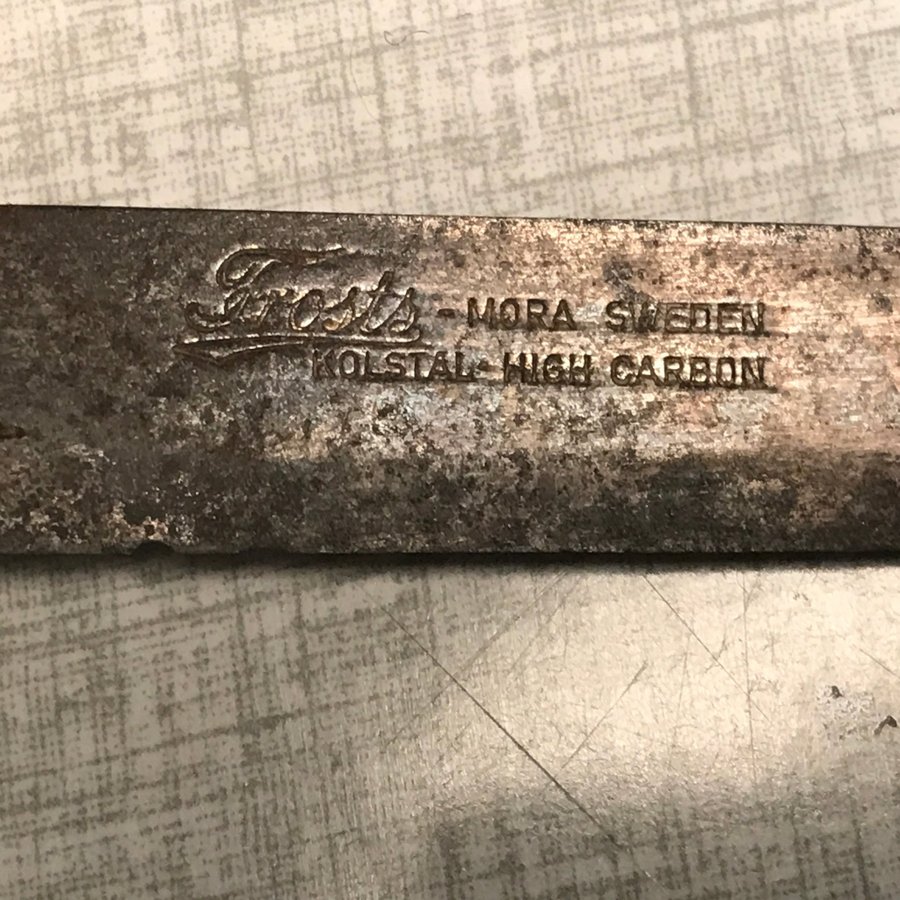 Frosts - MORA SWEDEN
KOLSTAL- HIGH CARBON